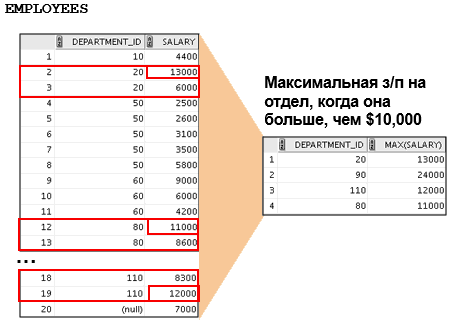 EMPLOYEES
DEPARTMENT_ID SALARY
1 10 4400
2 20 13000
3 20 6000
4 50 2500
5 50 2600
6 50 3100
7 50 3500
8 50 5800
9 60 9000
10 60 6000
11 60 4200
12 80 11000
13 80 8600
...
18 110 8300
19 110 12000
20 (null) 7000
Максимальная з/п на
отдел, когда она
больше, чем $10,000
DEPARTMENT_ID MAX(SALARY)
1 20 13000
2 90 24000
3 110 12000
4 80 11000